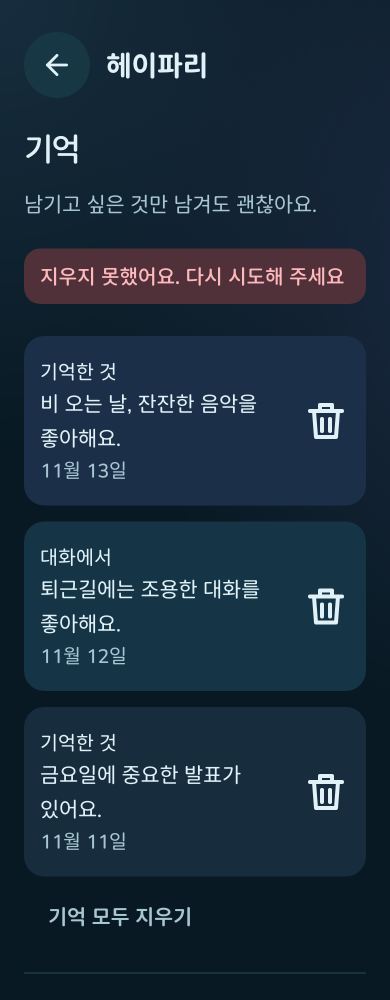 헤이파리
기억
남기고 싶은 것만 남겨도 괜찮아요.
지우지 못했어요. 다시 시도해 주세요
기억한 것
비 오는 날, 잔잔한 음악을
좋아해요.
11월 13일
대화에서
퇴근길에는 조용한 대화를
좋아해요.
11월 12일
기억한 것
금요일에 중요한 발표가
있어요.
11월 11일
기억 모두 지우기